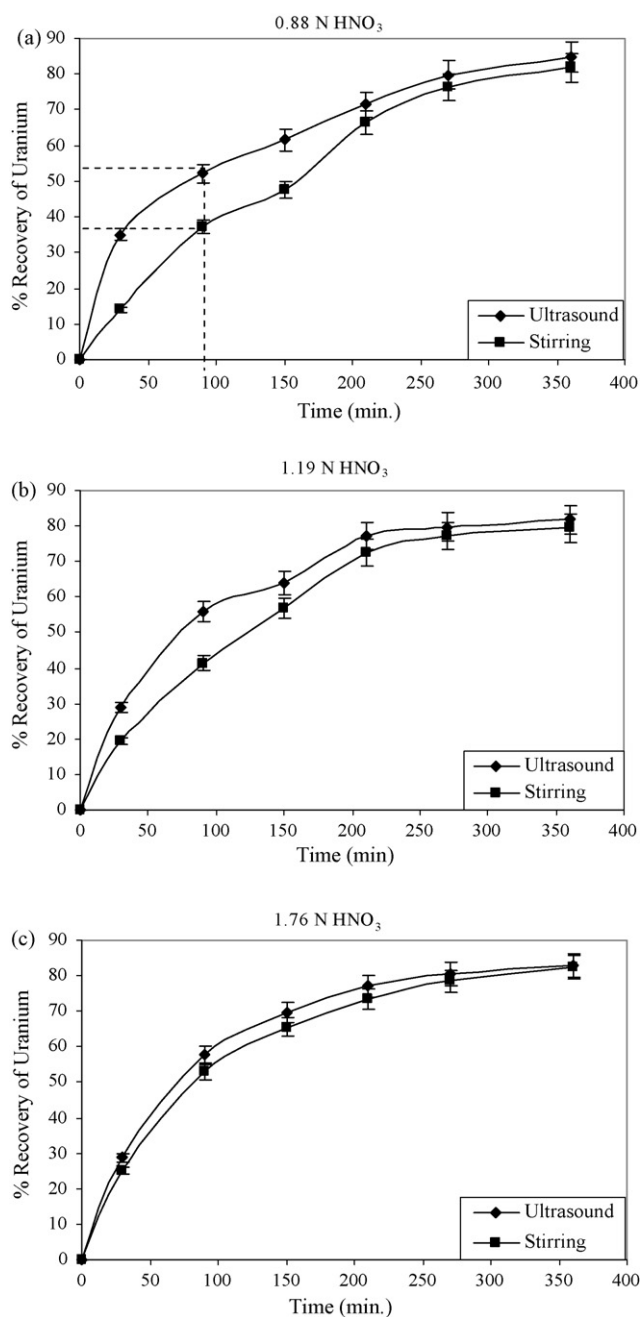 (a)
0.88 N HNO3
% Recovery of Uranium
90
80
70
60
50
40
30
20
10
0
0 50 100 150 200 250 300 350 400
Time (min.)
Ultrasound
Stirring
(b)
1.19 N HNO3
% Recovery of Uranium
90
80
70
60
50
40
30
20
10
0
0 50 100 150 200 250 300 350 400
Time (min)
Ultrasound
Stirring
(c)
1.76 N HNO3
% Recovery of Uranium
90
80
70
60
50
40
30
20
10
0
0 50 100 150 200 250 300 350 400
Time (min.)
Ultrasound
Stirring